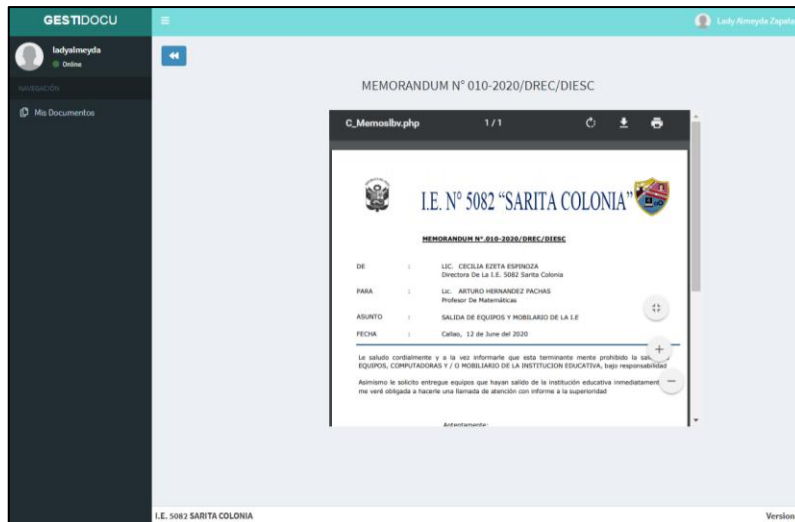 GESTIDOCU
Lady Almeyda Zapata
ladyalmeyda
Online
NAVEGACIÓN
Mis Documentos
MEMORANDUM N° 010-2020/DREC/DIESC
C_Memoslbv.php 1 / 1
I.E. N° 5082 “SARITA COLONIA”
MEMORANDUM N°.010-2020/DREC/DIESC
DE : LIC. CECILIA EZETA ESPINOZA
Directora De La I.E. 5082 Sarita Colonia
PARA : Lic. ARTURO HERNANDEZ PACHAS
Profesor De Matemáticas
ASUNTO : SALIDA DE EQUIPOS Y MOBILARIO DE LA I.E
FECHA : Callao, 12 de June del 2020
Le saludo cordialmente y a la vez informarle que esta terminante mente prohibido la
EQUIPOS, COMPUTADORAS Y / O MOBILIARIO DE LA INSTITUCION EDUCATIVA, bajo responsabilidad
Asimismo le solicito entregue equipos que hayan salido de la institución educativa
me veré obligada a hacerle una llamada de atención con informe a la superioridad
I.E. 5082 SARITA COLONIA
Version